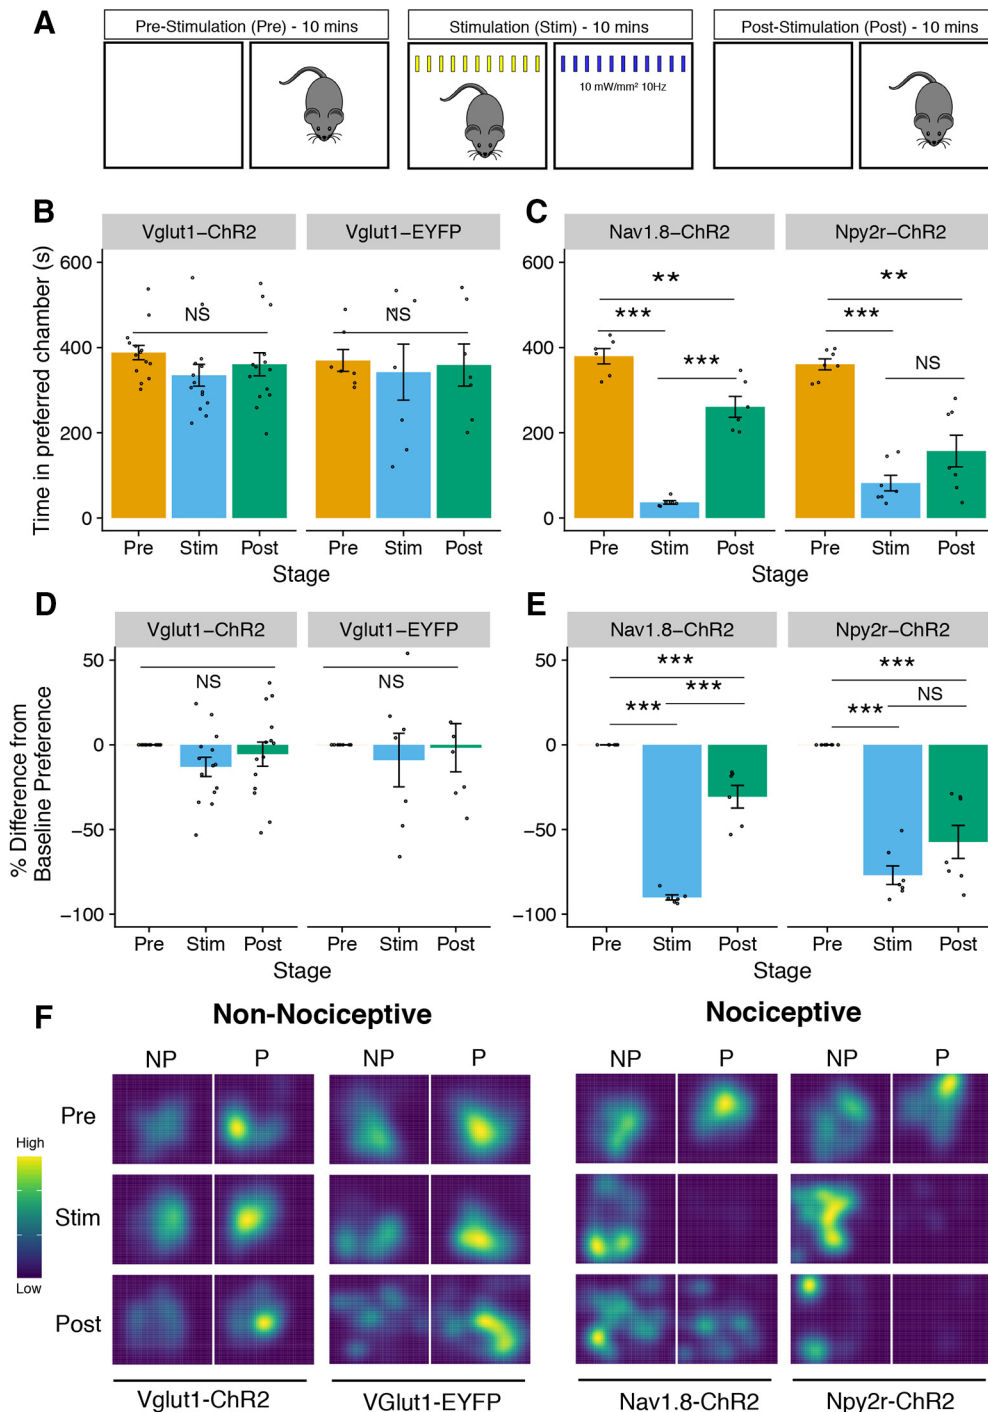 A
Pre-Stimulation (Pre) - 10 mins
Stimulation (Stim) - 10 mins
Post-Stimulation (Post) - 10 mins
10 mW/mm² 10Hz
B
C
Vglut1−ChR2
Vglut1−EYFP
Nav1.8−ChR2
Npy2r−ChR2
Time in preferred chamber (s)
600
400
200
0
NS
NS
**
***
***
**
***
NS
Pre Stim Post
Pre Stim Post
Pre Stim Post
Pre Stim Post
Stage
Stage
D
E
Vglut1−ChR2
Vglut1−EYFP
Nav1.8−ChR2
Npy2r−ChR2
% Difference from
Baseline Preference
50
0
−50
−100
NS
NS
50
0
−50
−100
***
***
***
***
NS
***
Pre Stim Post
Pre Stim Post
Pre Stim Post
Pre Stim Post
Stage
Stage
F
Non-Nociceptive
Nociceptive
NP P NP P NP P NP P
Pre
High
Stim
Low
Post
Vglut1-ChR2
VGlut1-EYFP
Nav1.8-ChR2
Npy2r-ChR2